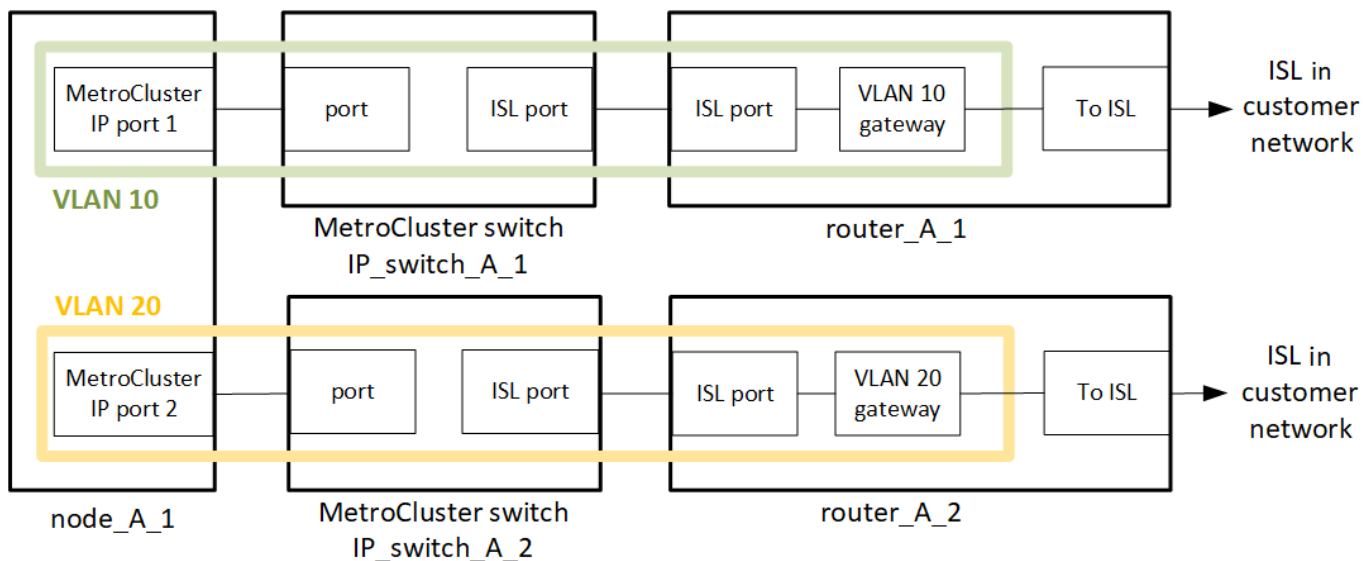 MetroCluster
IP port 1
port
ISL port
ISL port
VLAN 10
gateway
To ISL
ISL in
customer
network
VLAN 10
MetroCluster switch
IP_switch_A_1
router_A_1
VLAN 20
MetroCluster
IP port 2
port
ISL port
ISL port
VLAN 20
gateway
To ISL
ISL in
customer
network
node_A_1
MetroCluster switch
IP_switch_A_2
router_A_2